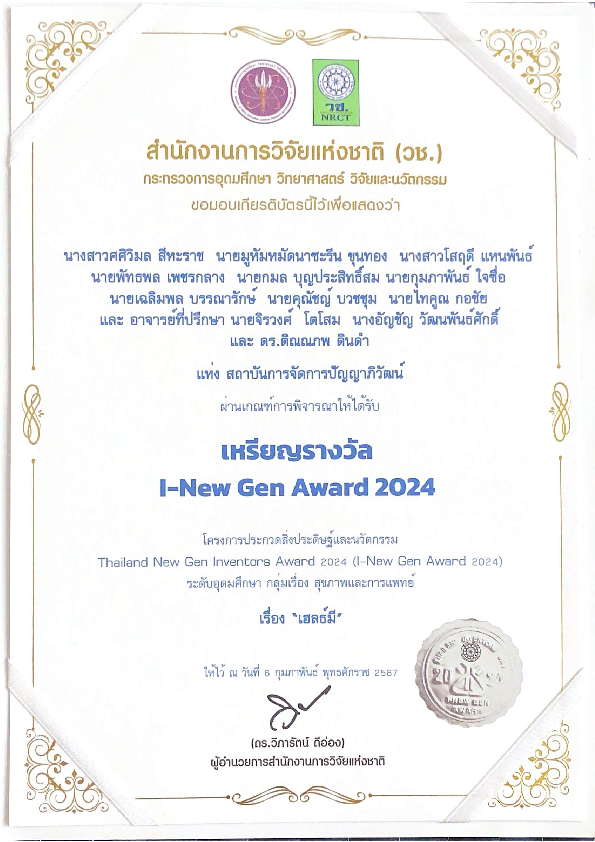 วช.
NRCT
สำนักงานการวิจัยแห่งชาติ (วช.)
กระทรวงการอุดมศึกษา วิทยาศาสตร์ วิจัยและนวัตกรรม
ขอมอบเกียรติบัตรนี้ไว้เพื่อแสดงว่า
นางสาวศศิวิมล สีหะราช นายมูหัมหมัดนาซะรีน ขุนทอง นางสาวโสฤดี แหนพันธ์
นายพัทธพล เพชรกลาง นายกมล บุญประสิทธิ์สม นายกุมภาพันธ์ ใจซื่อ
นายเฉลิมพล บรรณารักษ์ นายคุณัชญ์ บวชชุม นายไทคูณ กอชัย
และ อาจารย์ที่ปรึกษา นายจิรวงศ์ โตโสม นางอัญชัญ วัฒนพันธ์ศักดิ์
และ ดร.ติณณภพ ดินดำ
แห่ง สถาบันการจัดการปัญญาภิวัฒน์
ผ่านเกณฑ์การพิจารณาให้ได้รับ
เหรียญรางวัล
I-New Gen Award 2024
โครงการประกวดสิ่งประดิษฐ์และนวัตกรรม
Thailand New Gen Inventors Award 2024 (I-New Gen Award 2024)
ระดับอุดมศึกษา กลุ่มเรื่อง สุขภาพและการแพทย์
เรื่อง "เฮลธ์มี"
ให้ไว้ ณ วันที่ 6 กุมภาพันธ์ พุทธศักราช 2567
2024
I-NEW GEN
AWARD
(ดร.วิภารัตน์ ดีอ่อง)
ผู้อำนวยการสำนักงานการวิจัยแห่งชาติ